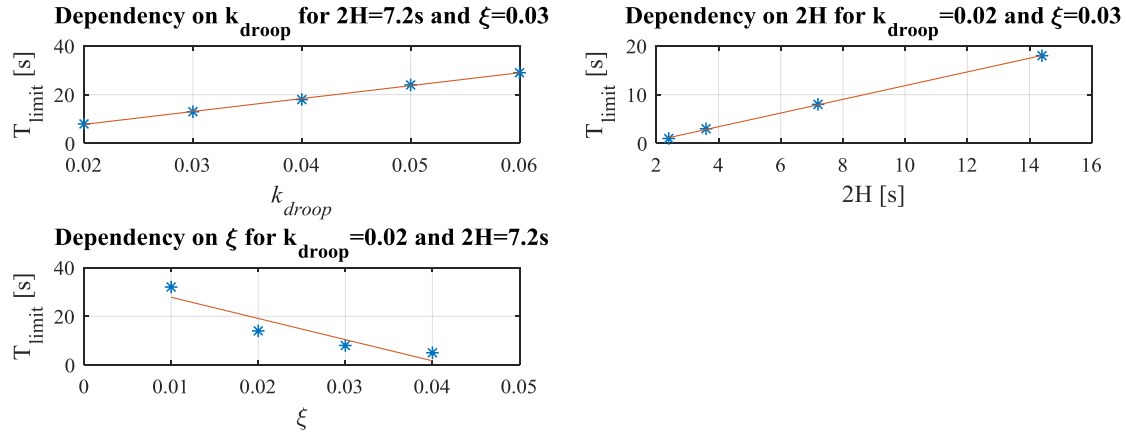 Dependency on k_droop for 2H=7.2s and ξ=0.03
T_limit [s]
40
20
0
0.02 0.03 0.04 0.05 0.06
k_droop
Dependency on 2H for k_droop=0.02 and ξ=0.03
T_limit [s]
20
10
0
2 4 6 8 10 12 14 16
2H [s]
Dependency on ξ for k_droop=0.02 and 2H=7.2s
T_limit [s]
40
20
0
0 0.01 0.02 0.03 0.04 0.05
ξ